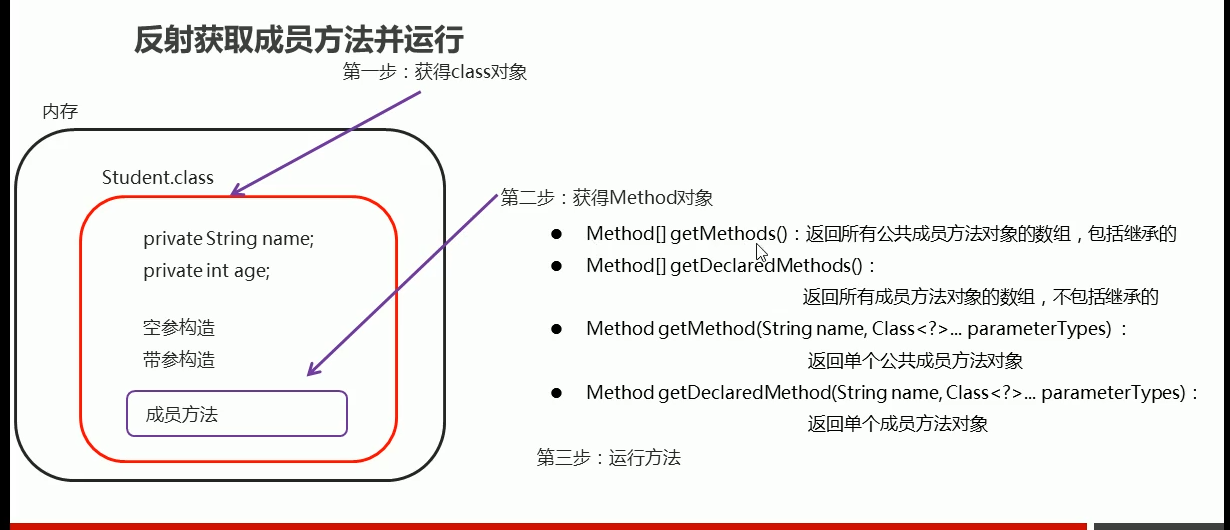 反射获取成员方法并运行
第一步：获得class对象
内存
Student.class
private String name;
private int age;
空参构造
带参构造
成员方法
第二步：获得Method对象
● Method[] getMethods()：返回所有公共成员方法对象的数组，包括继承的
● Method[] getDeclaredMethods()：
返回所有成员方法对象的数组，不包括继承的
● Method getMethod(String name, Class<?>... parameterTypes) ：
返回单个公共成员方法对象
● Method getDeclaredMethod(String name, Class<?>... parameterTypes)：
返回单个成员方法对象
第三步：运行方法